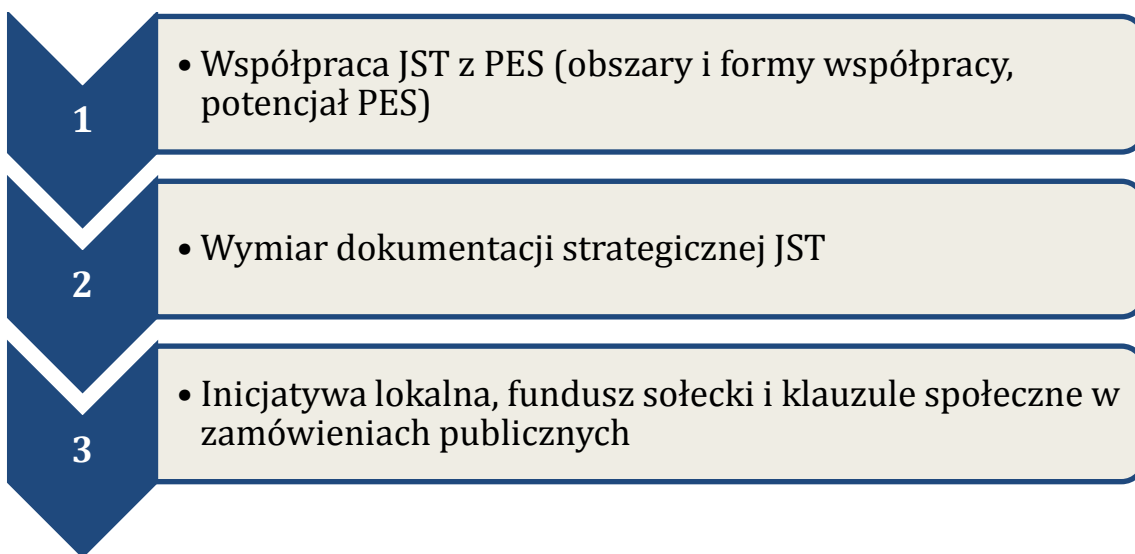 1
• Współpraca JST z PES (obszary i formy współpracy,
potencjał PES)
2
• Wymiar dokumentacji strategicznej JST
3
• Inicjatywa lokalna, fundusz sołecki i klauzule społeczne w
zamówieniach publicznych